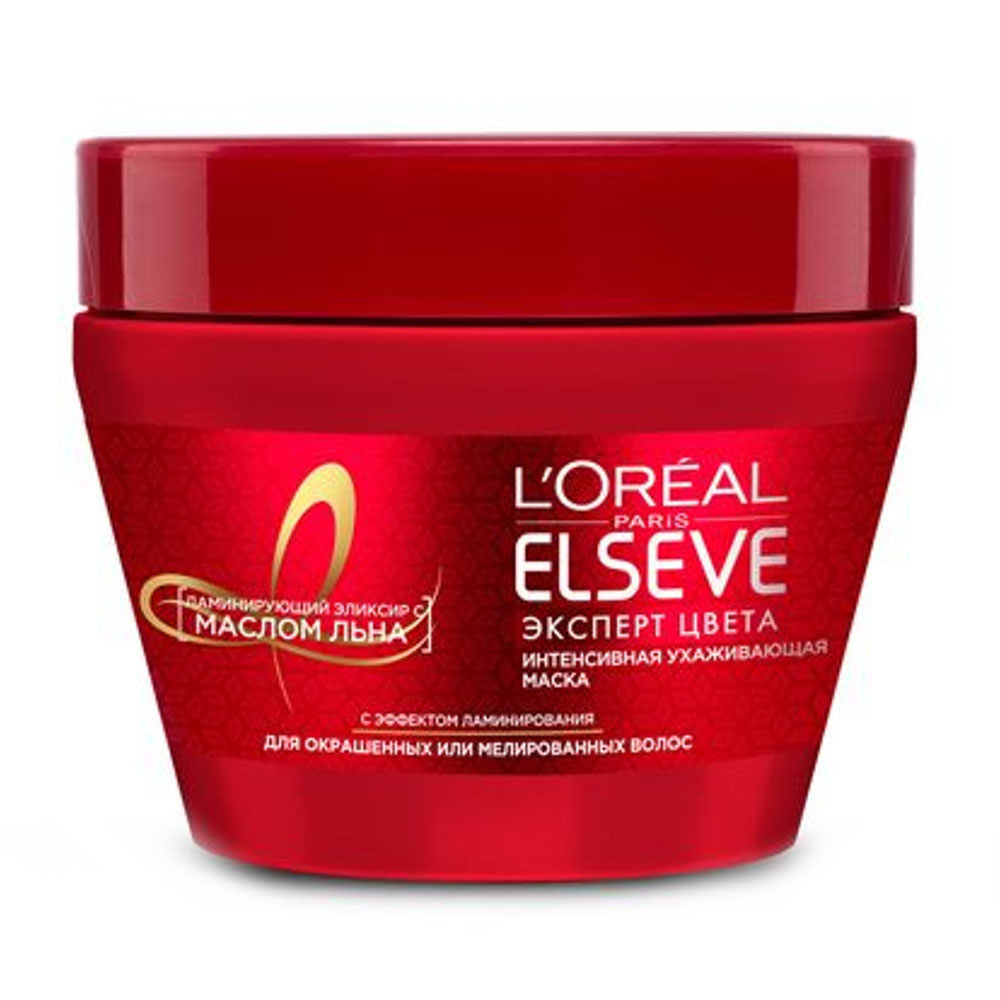 L'ORÉAL
PARIS
ELSEVE
ЭКСПЕРТ ЦВЕТА
ИНТЕНСИВНАЯ УХАЖИВАЮЩАЯ
МАСКА
ЛАМИНИРУЮЩИЙ ЭЛИКСИР С
МАСЛОМ ЛЬНА
С ЭФФЕКТОМ ЛАМИНИРОВАНИЯ
ДЛЯ ОКРАШЕННЫХ ИЛИ МЕЛИРОВАННЫХ ВОЛОС